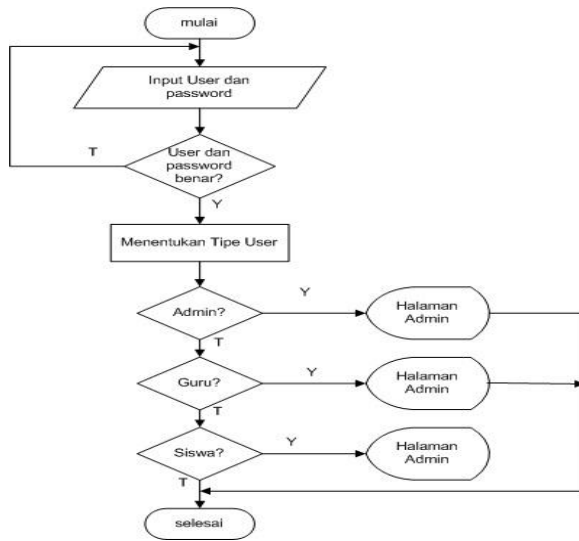 mulai
Input User dan
password
User dan
password
benar?
T
Y
Menentukan Tipe User
Admin?
Y
Halaman
Admin
T
Guru?
Y
Halaman
Admin
T
Siswa?
Y
Halaman
Admin
T
selesai